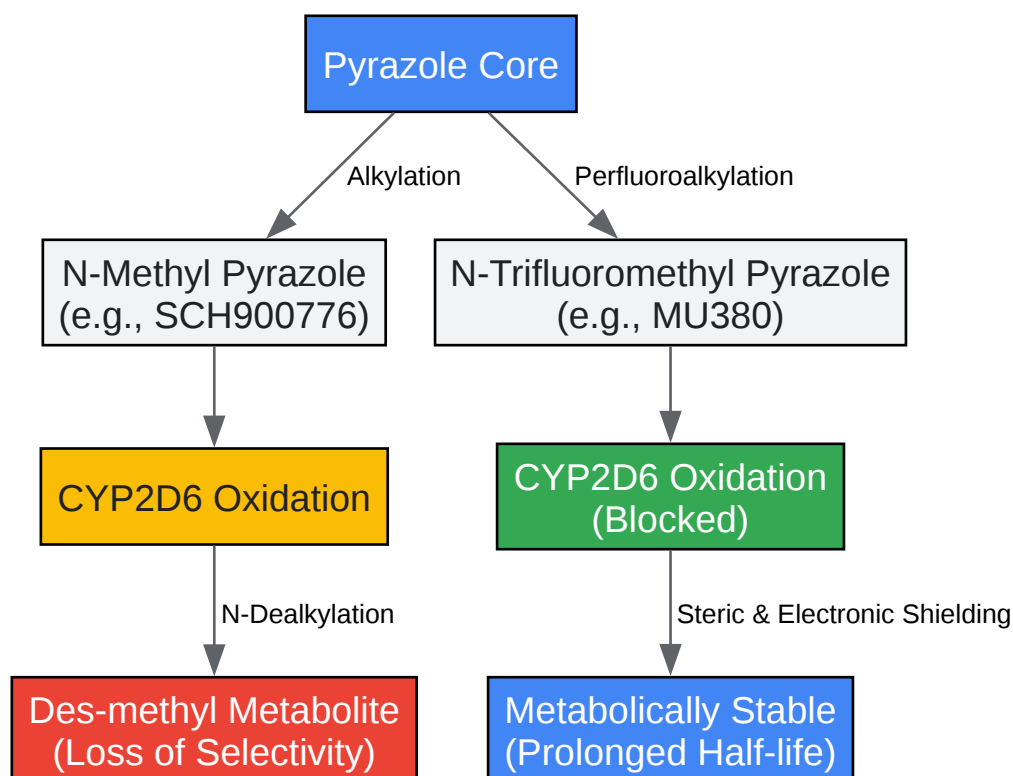 Pyrazole Core
Alkylation
Perfluoroalkylation
N-Methyl Pyrazole
(e.g., SCH900776)
N-Trifluoromethyl Pyrazole
(e.g., MU380)
CYP2D6 Oxidation
CYP2D6 Oxidation
(Blocked)
N-Dealkylation
Steric & Electronic Shielding
Des-methyl Metabolite
(Loss of Selectivity)
Metabolically Stable
(Prolonged Half-life)